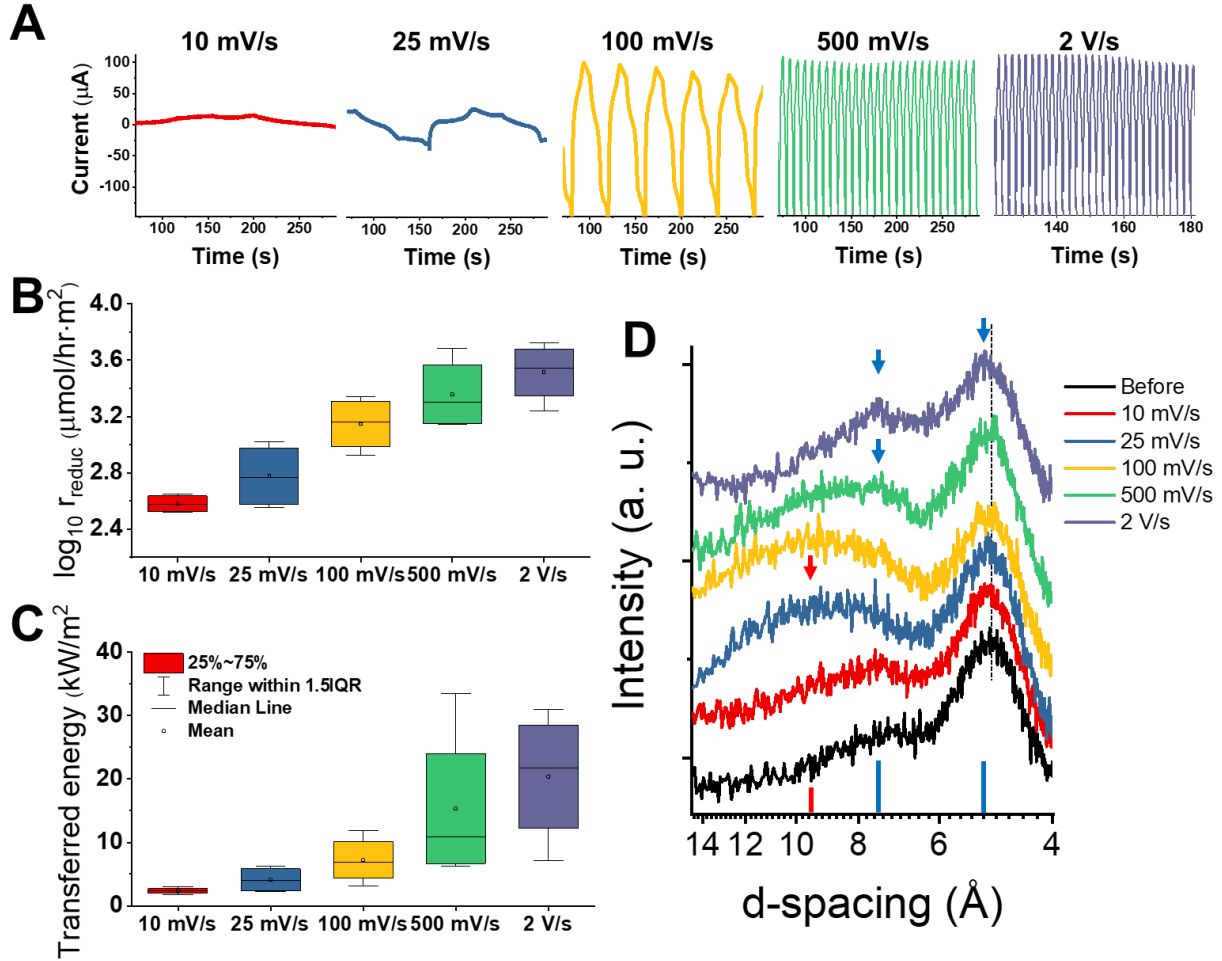 A
10 mV/s 25 mV/s 100 mV/s 500 mV/s 2 V/s
Current (μA)
100
50
0
-50
-100
100 150 200 250
100 150 200 250
100 150 200 250
100 150 200 250
140 160 180
Time (s) Time (s) Time (s) Time (s) Time (s)
B
log10 rreduc (μmol/hr·m2)
4.0
3.6
3.2
2.8
2.4
10 mV/s 25 mV/s 100 mV/s 500 mV/s 2 V/s
C
Transferred energy (kW/m2)
40
30
20
10
0
25%~75%
Range within 1.5IQR
Median Line
Mean
10 mV/s 25 mV/s 100 mV/s 500 mV/s 2 V/s
D
Intensity (a. u.)
Before
10 mV/s
25 mV/s
100 mV/s
500 mV/s
2 V/s
14 12 10 8 6 4
d-spacing (Å)